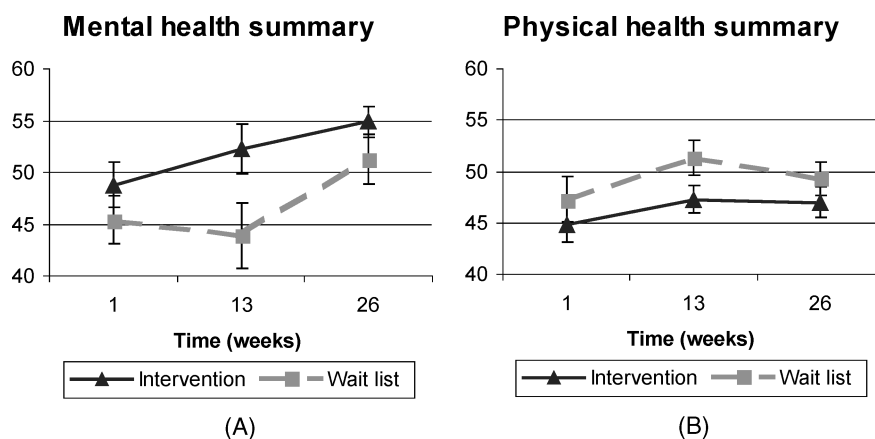 Mental health summary
60
55
50
45
40
1 13 26
Time (weeks)
Intervention Wait list
(A)
Physical health summary
60
55
50
45
40
1 13 26
Time (weeks)
Intervention Wait list
(B)